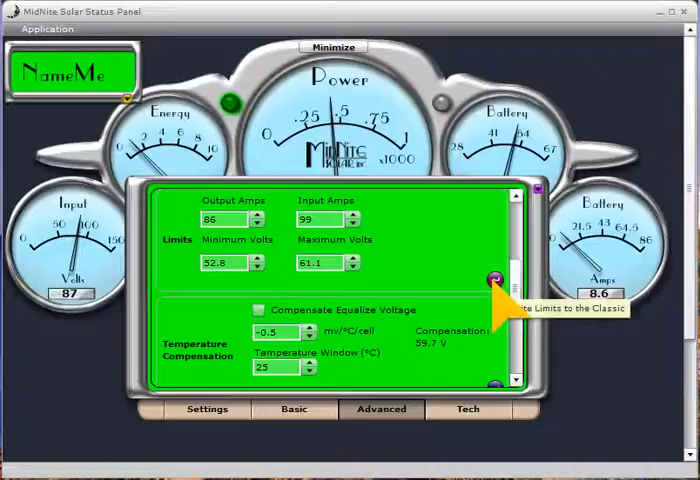 MidNite Solar Status Panel
Application
NameMe
Minimize
Power
0 .25 .5 .75 1
x1000
MidNite
SOLAR INC
Energy
0 2 4 6 8 10
Battery
28 41 54 67
Input
0 50 100 150
Volts
87
Battery
0 21.5 43 64.5 86
Amps
8.6
Output Amps Input Amps
86 99
Limits
Minimum Volts Maximum Volts
52.8 61.1
te Limits to the Classic
Compensate Equalize Voltage
-0.5 mv/°C/cell
Compensation
59.7 V
Temperature
Compensation
Temperature Window (°C)
25
Settings Basic Advanced Tech